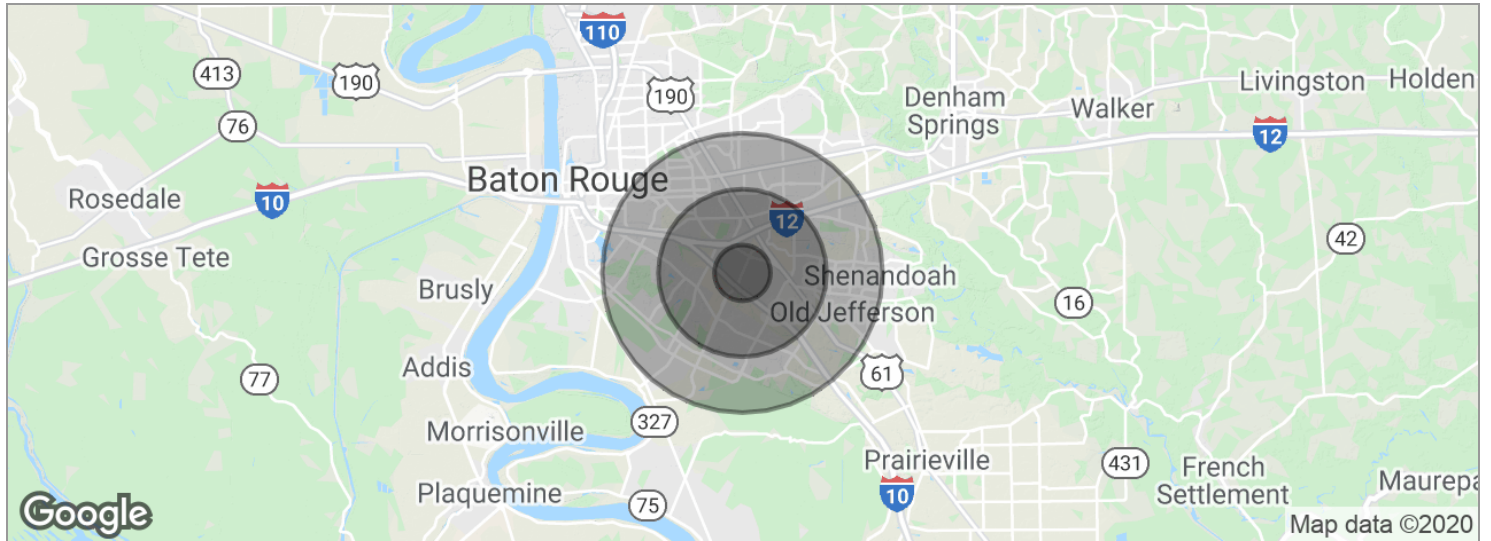 110
413
190
190
Livingston
Holden
Denham
Springs
Walker
76
12
Baton Rouge
Rosedale
10
12
42
Grosse Tete
Brusly
Shenandoah
16
Old Jefferson
Addis
77
61
327
Morrisonville
Prairieville
431
French
Settlement
Maurepa
Plaquemine
10
75
Google
Map data ©2020